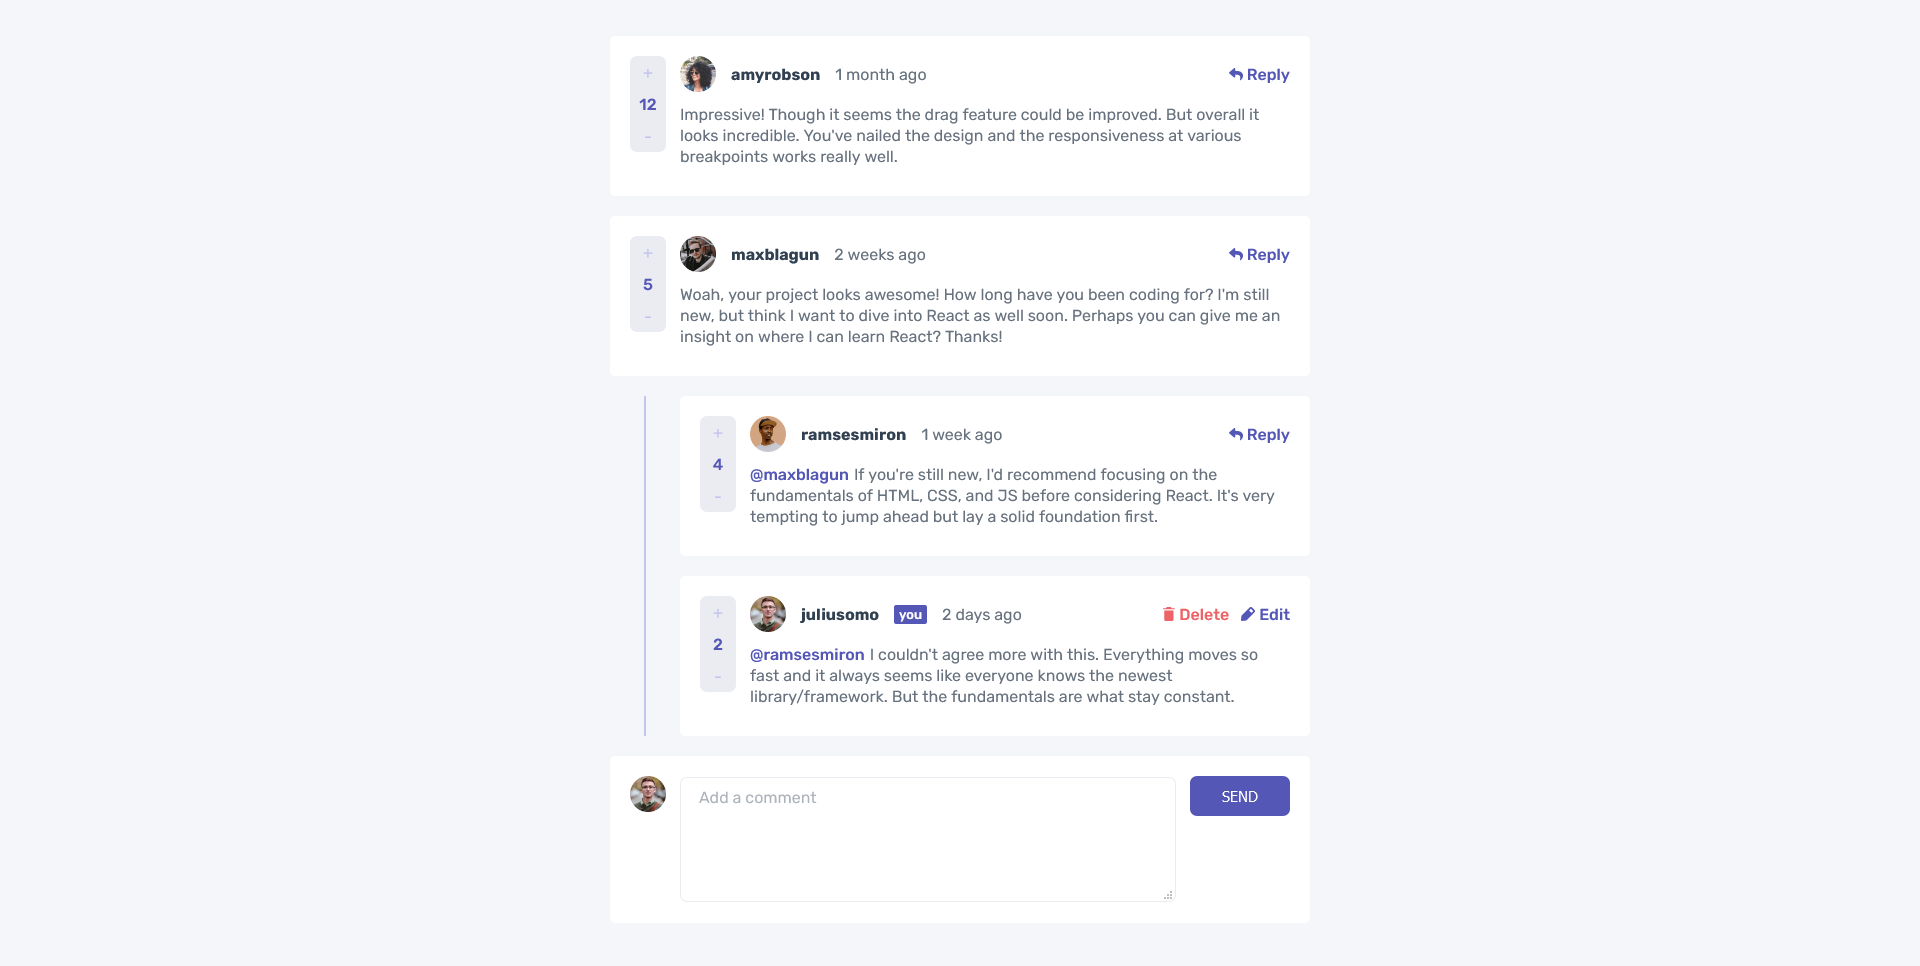 +
12
-
amyrobson 1 month ago Reply
Impressive! Though it seems the drag feature could be improved. But overall it
looks incredible. You've nailed the design and the responsiveness at various
breakpoints works really well.
+
5
-
maxblagun 2 weeks ago Reply
Woah, your project looks awesome! How long have you been coding for? I'm still
new, but think I want to dive into React as well soon. Perhaps you can give me an
insight on where I can learn React? Thanks!
+
4
-
ramsesmiron 1 week ago Reply
@maxblagun If you're still new, I'd recommend focusing on the
fundamentals of HTML, CSS, and JS before considering React. It's very
tempting to jump ahead but lay a solid foundation first.
+
2
-
juliusomo you 2 days ago Delete Edit
@ramsesmiron I couldn't agree more with this. Everything moves so
fast and it always seems like everyone knows the newest
library/framework. But the fundamentals are what stay constant.
Add a comment
SEND